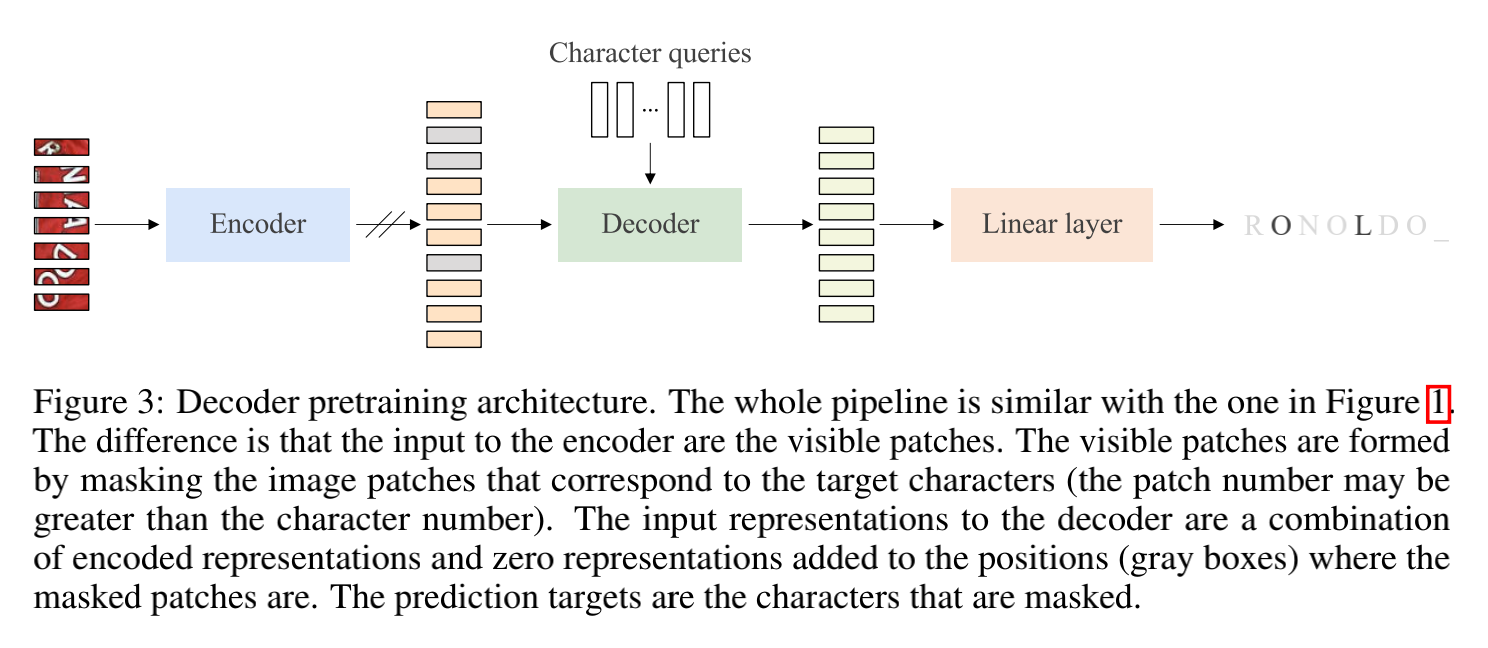 Character queries
...
Encoder
Decoder
Linear layer
R O N O L D O _
Figure 3: Decoder pretraining architecture. The whole pipeline is similar with the one in Figure 1.
The difference is that the input to the encoder are the visible patches. The visible patches are formed
by masking the image patches that correspond to the target characters (the patch number may be
greater than the character number). The input representations to the decoder are a combination
of encoded representations and zero representations added to the positions (gray boxes) where the
masked patches are. The prediction targets are the characters that are masked.